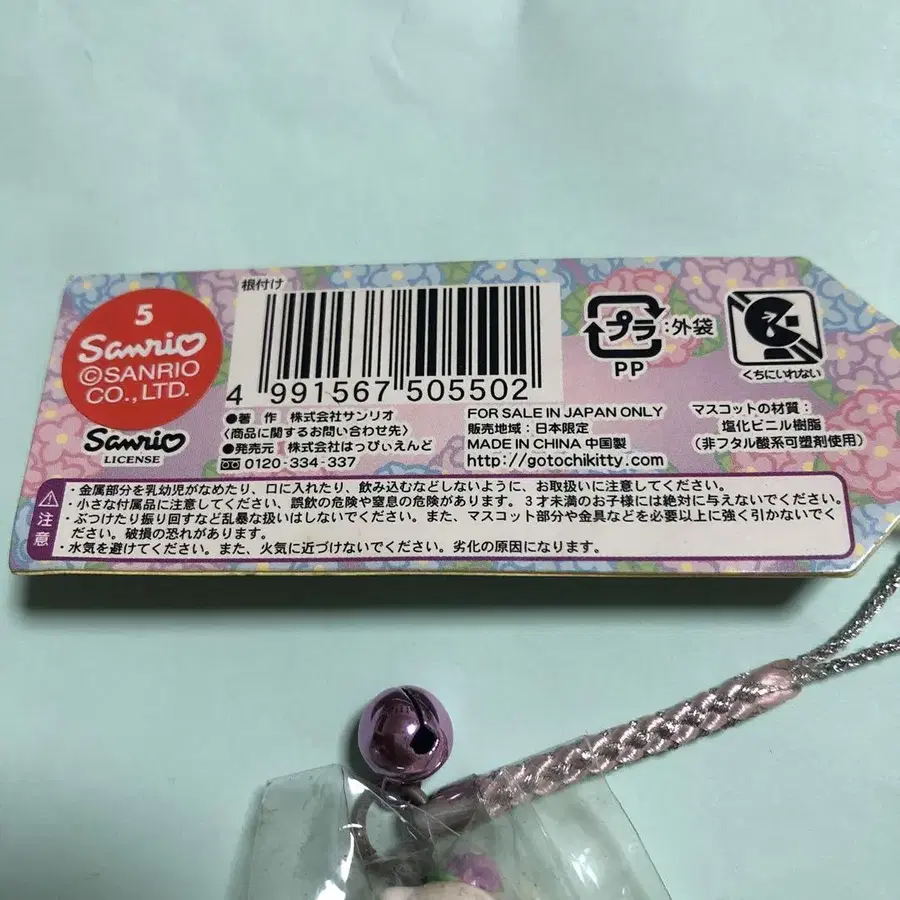 根付け
5
Sanrio
©SANRIO
CO.,LTD.
Sanrio
LICENSE
4 991567 505502
●著 作 株式会社サンリオ
〈商品に関するお問い合わせ先〉
●発売元 株式会社はっぴぃえんど
0120-334-337
FOR SALE IN JAPAN ONLY
販売地域：日本限定
MADE IN CHINA 中国製
http://gotochikitty.com
プラ：外袋
PP
くちにいれない
マスコットの材質：
塩化ビニル樹脂
（非フタル酸系可塑剤使用）
注意
・金属部分を乳幼児がなめたり、口に入れたり、飲み込むなどしないように、お取扱いに注意してください。
・小さな付属品に注意してください、誤飲の危険や窒息の危険があります。3才未満のお子様には絶対に与えないでください。
・ぶつけたり振り回すなど乱暴な扱いはしないでください。また、マスコット部分や金具などを必要以上に強く引かないでく
ださい。破損の恐れがあります。
・水気を避けてください。また、火気に近づけないでください。劣化の原因になります。